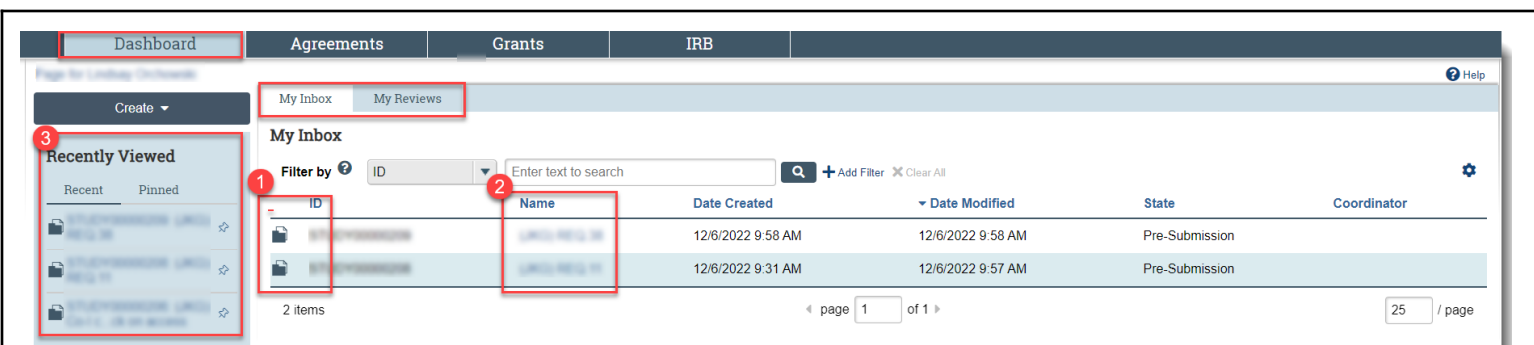 Dashboard Agreements Grants IRB
Help
Create
My Inbox My Reviews
3
Recently Viewed
My Inbox
Filter by ID Enter text to search Add Filter Clear All
Recent Pinned
1 2
ID Name Date Created Date Modified State Coordinator
12/6/2022 9:58 AM 12/6/2022 9:58 AM Pre-Submission
12/6/2022 9:31 AM 12/6/2022 9:57 AM Pre-Submission
2 items page 1 of 1 25 / page